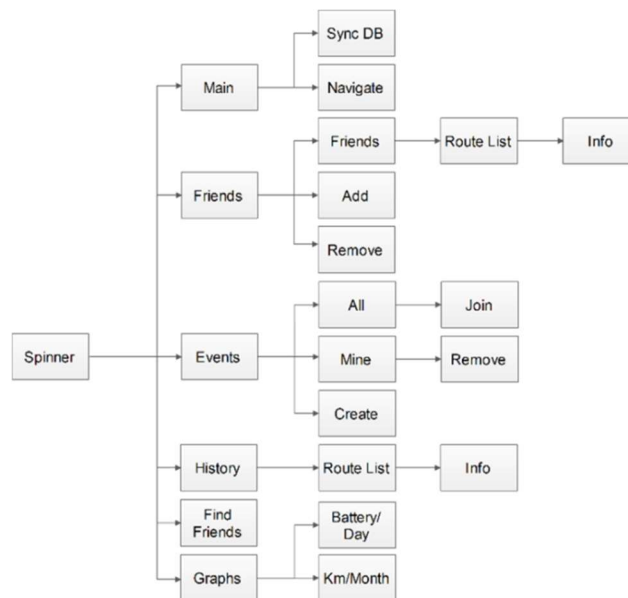 Sync DB
Main
Navigate
Friends
Route List
Info
Friends
Add
Remove
All
Join
Spinner
Events
Mine
Remove
Create
History
Route List
Info
Find
Friends
Battery/
Day
Graphs
Km/Month